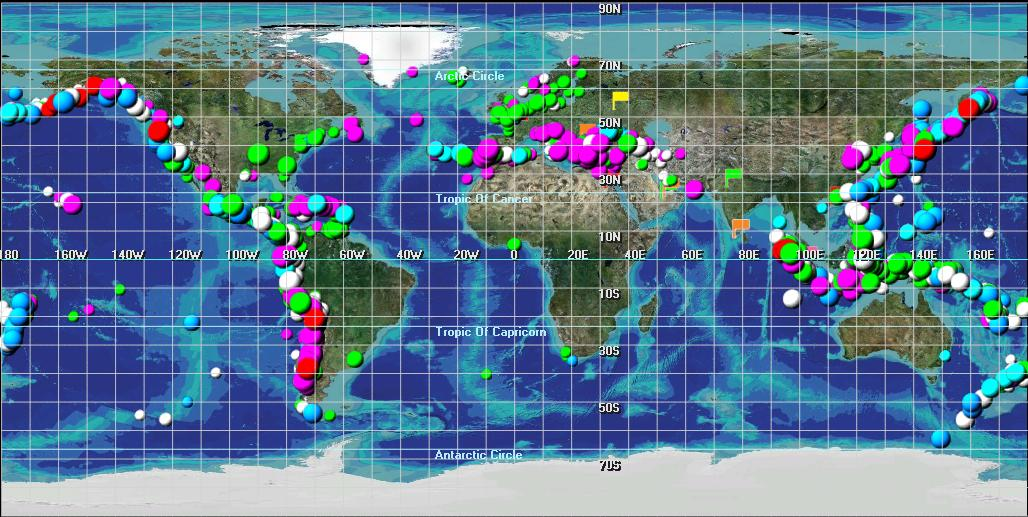 90N
70N
Arctic Circle
50N
30N
Tropic Of Cancer
10N
180 160W 140W 120W 100W 80W 60W 40W 20W 0 20E 40E 60E 80E 100E 120E 140E 160E
10S
Tropic Of Capricorn
30S
50S
Antarctic Circle
70S